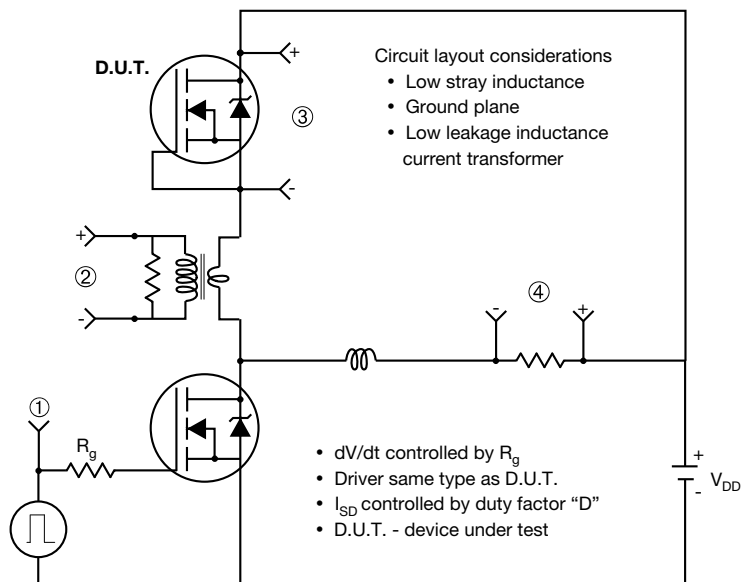 D.U.T.
+
③
-
Circuit layout considerations
• Low stray inductance
• Ground plane
• Low leakage inductance
current transformer
+
②
-
④
- +
①
R_g
• dV/dt controlled by R_g
• Driver same type as D.U.T.
• I_SD controlled by duty factor “D”
• D.U.T. - device under test
+
V_DD
-